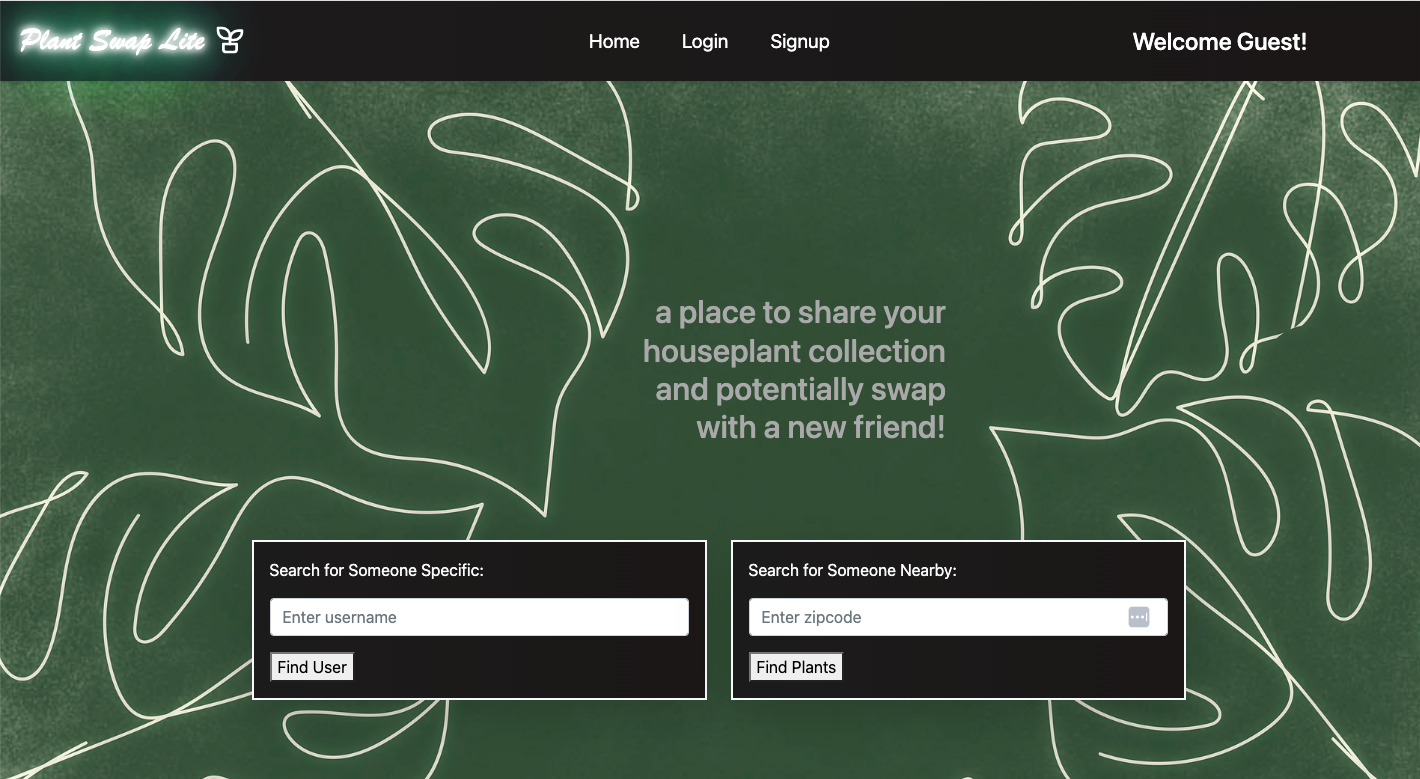 Plant Swap Lite
Home Login Signup
Welcome Guest!
a place to share your
houseplant collection
and potentially swap
with a new friend!
Search for Someone Specific:
Enter username
Find User
Search for Someone Nearby:
Enter zipcode
Find Plants